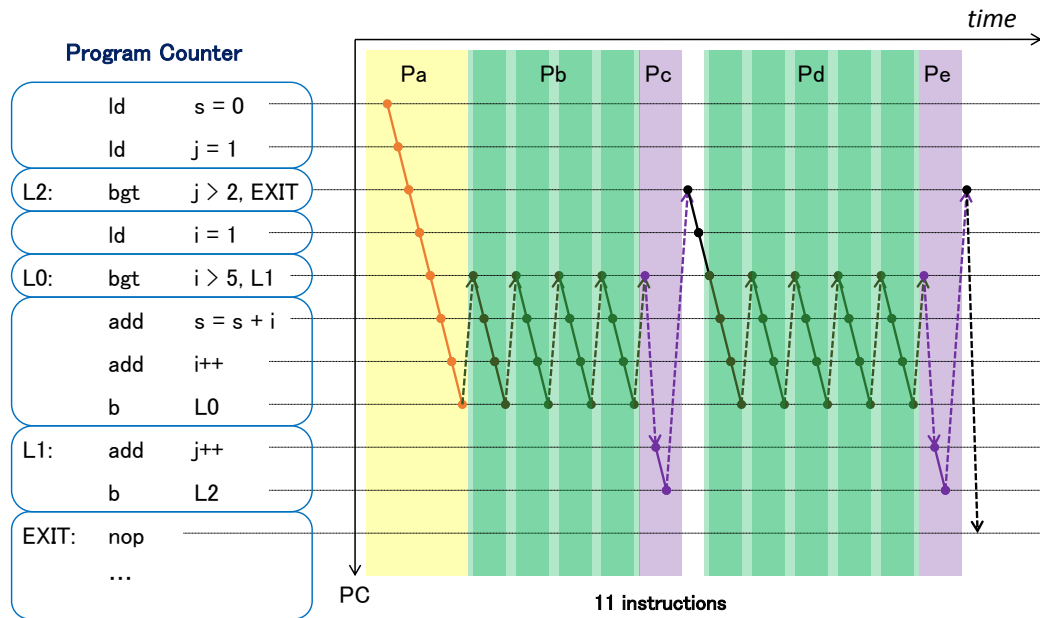 time
Program Counter
Pa Pb Pc Pd Pe
ld s = 0
ld j = 1
L2: bgt j > 2, EXIT
ld i = 1
L0: bgt i > 5, L1
add s = s + i
add i++
b L0
L1: add j++
b L2
EXIT: nop
...
PC
11 instructions